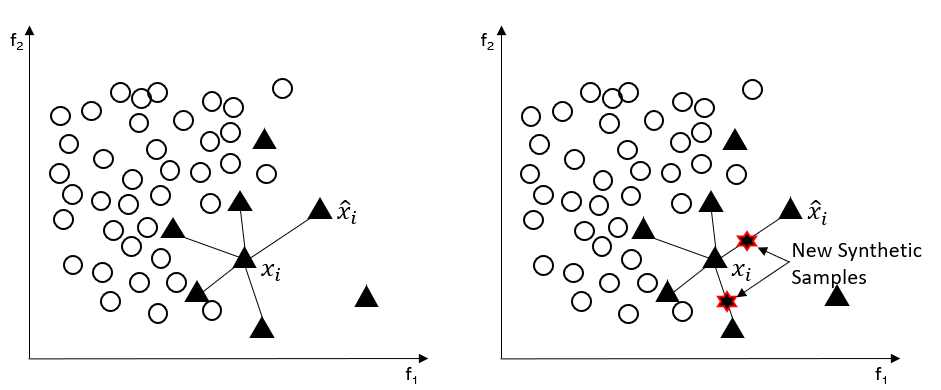 f₂
x̂ᵢ
xᵢ
f₁
f₂
x̂ᵢ
New Synthetic
xᵢ
Samples
f₁